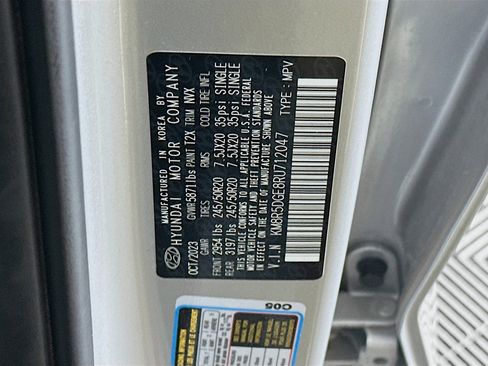 MANUFACTURED IN KOREA BY
HYUNDAI MOTOR COMPANY
OCT/2023 GVWR 5871 lbs PAINT T2X TRIM NVX
GAWR TIRES RIMS COLD TIRE INFL
FRONT 2954 lbs 245/50R20 7.5JX20 35psi SINGLE
REAR 3197 lbs 245/50R20 7.5JX20 35psi SINGLE
THIS VEHICLE CONFORMS TO ALL APPLICABLE U.S.A. FEDERAL
MOTOR VEHICLE SAFETY AND THEFT PREVENTION STANDARDS
IN EFFECT ON THE DATE OF MANUFACTURE SHOWN ABOVE
V.I.N : KM8R5DGE8RU712047 TYPE : MPV
C05